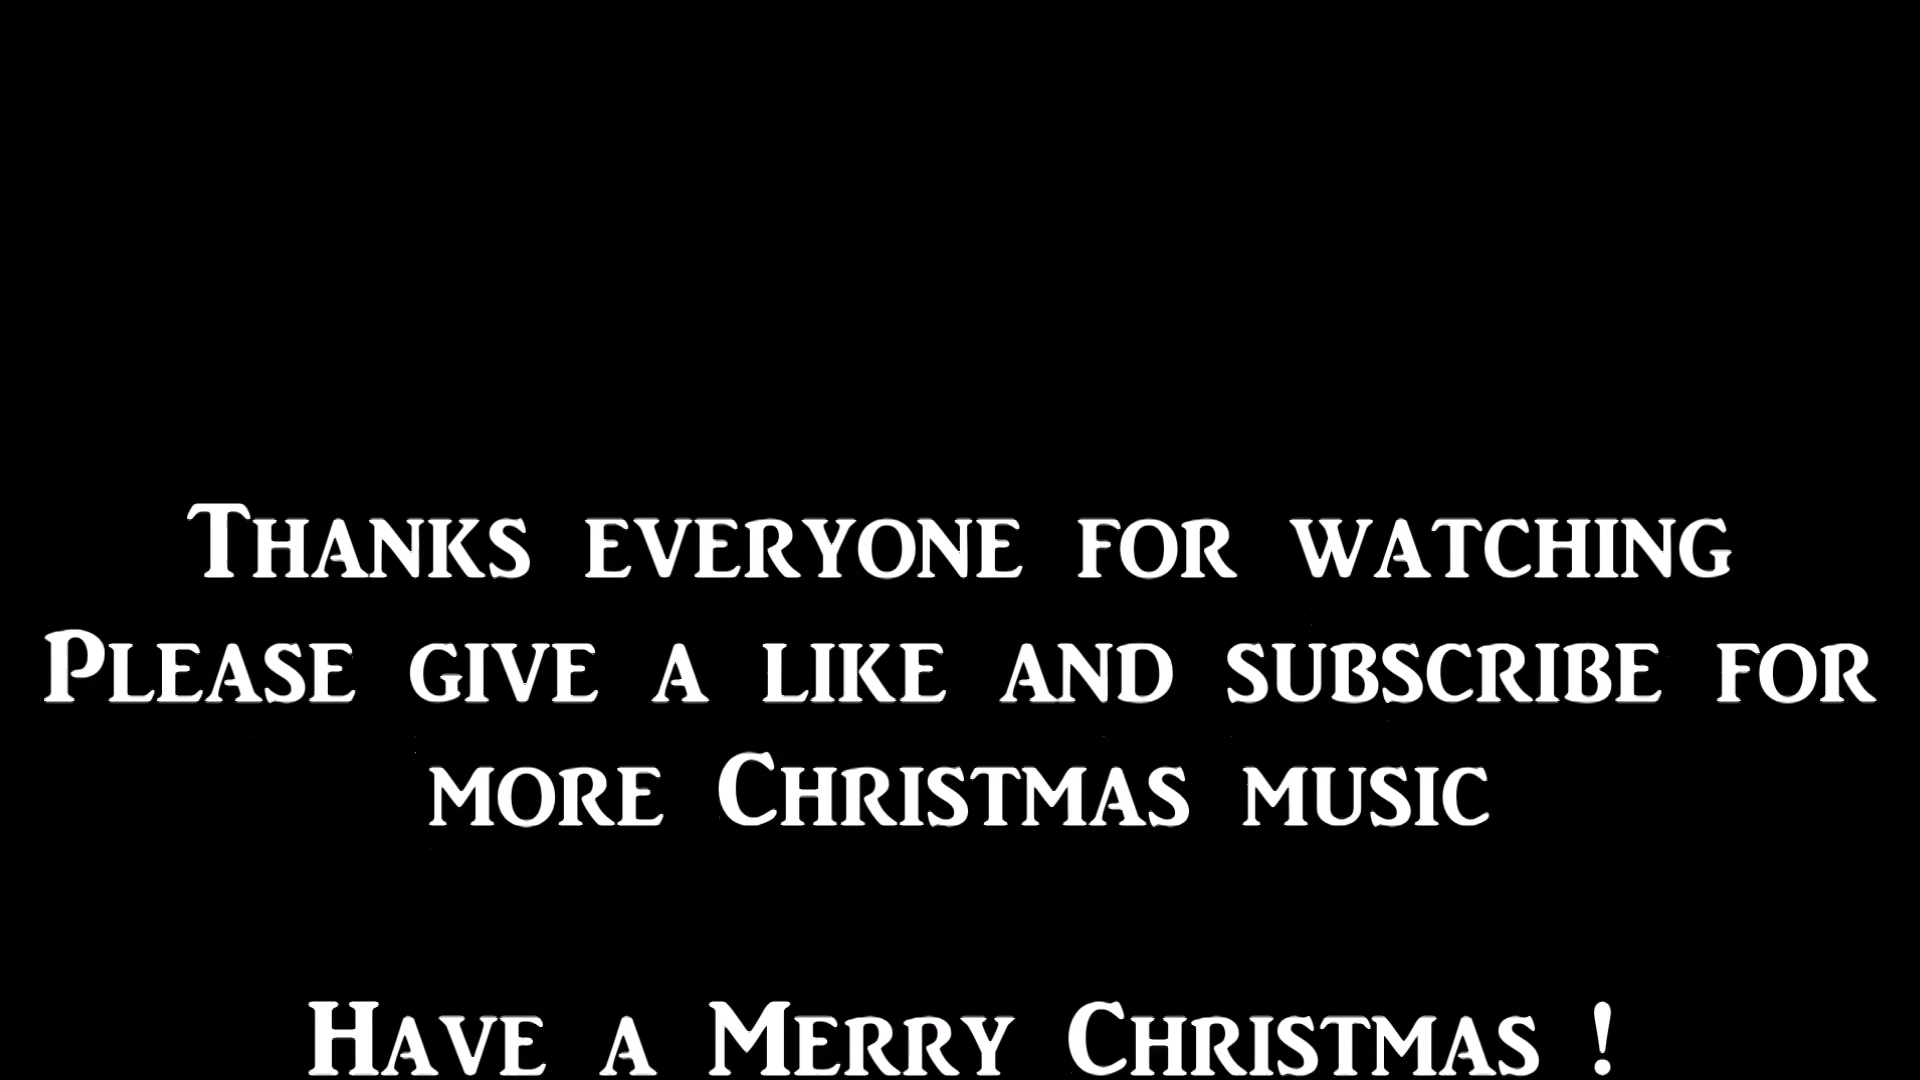 Thanks everyone for watching
Please give a like and subscribe for
more Christmas music
Have a Merry Christmas !